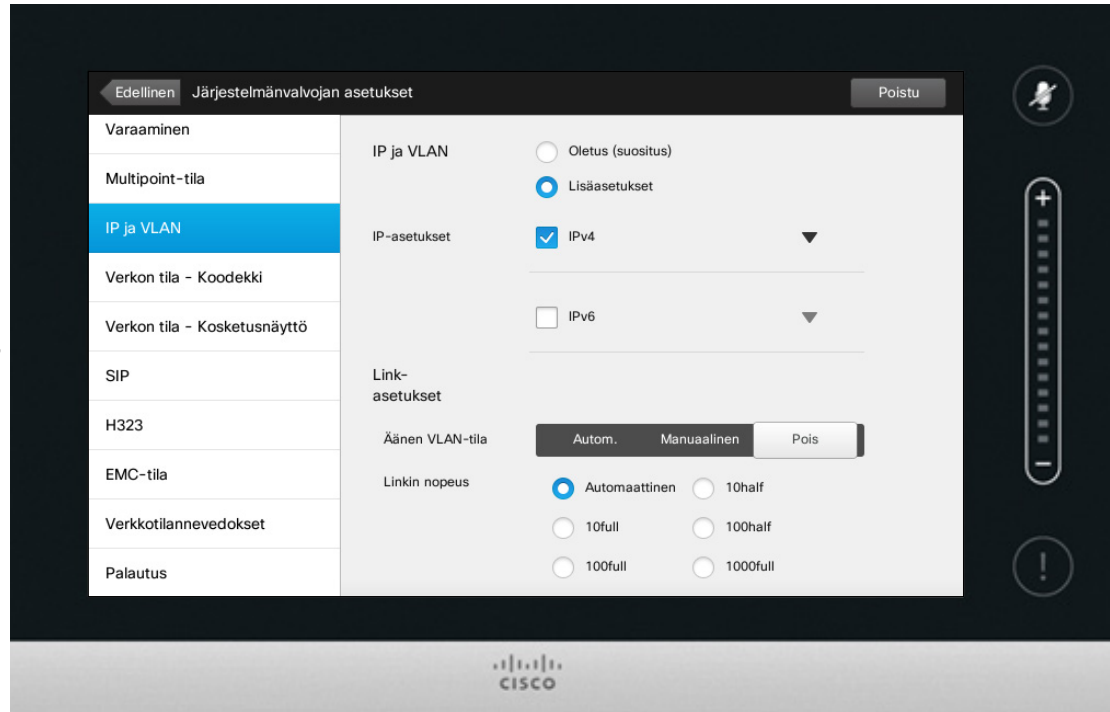 Edellinen Järjestelmänvalvojan asetukset Poistu
Varaaminen
Multipoint-tila
IP ja VLAN
Verkon tila - Koodekki
Verkon tila - Kosketusnäyttö
SIP
H323
EMC-tila
Verkkotilannevedokset
Palautus
IP ja VLAN
Oletus (suositus)
Lisäasetukset
IP-asetukset
IPv4
IPv6
Link-
asetukset
Äänen VLAN-tila
Autom. Manuaalinen Pois
Linkin nopeus
Automaattinen 10half
10full 100half
100full 1000full
+
-
!
CISCO